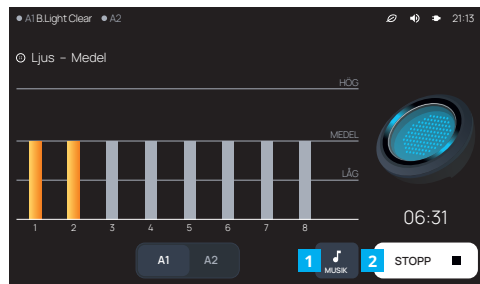 A1 B.Light Clear A2 21:13
Ljus – Medel
HÖG
MEDEL
LÅG
1 2 3 4 5 6 7 8
06:31
A1 A2
1 MUSIK 2 STOPP